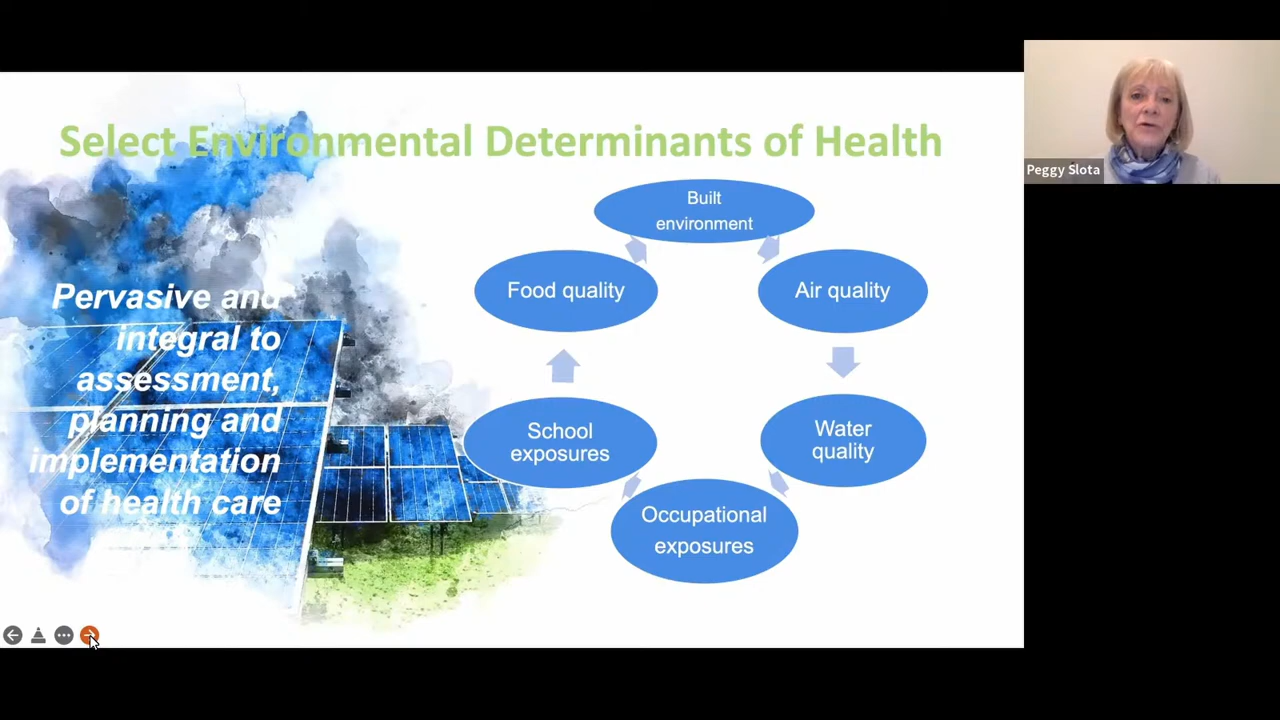 Select Environmental Determinants of Health
Peggy Slota
Pervasive and
integral to
assessment,
planning and
implementation
of health care
Built
environment
Air quality
Water
quality
Occupational
exposures
School
exposures
Food quality